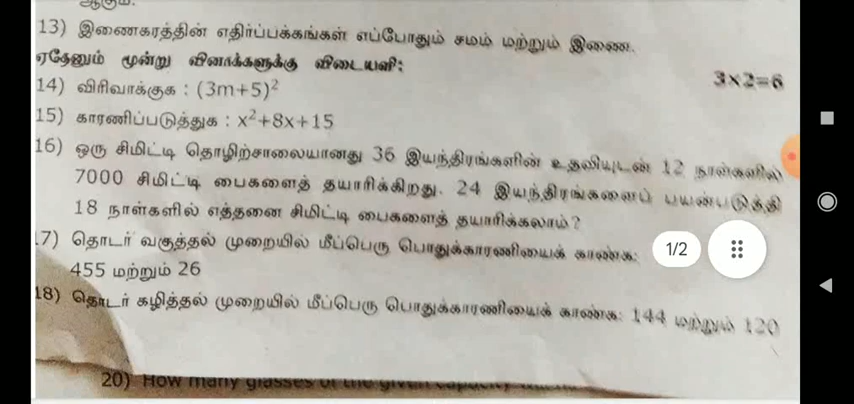 ஆகும்.
13) இணைகரத்தின் எதிர்ப்பக்கங்கள் எப்போதும் சமம் மற்றும் இணை.
ஏதேனும் மூன்று வினாக்களுக்கு விடையளி:
3×2=6
14) விரிவாக்குக : (3m+5)²
15) காரணிப்படுத்துக : x²+8x+15
16) ஒரு சிமிட்டி தொழிற்சாலையானது 36 இயந்திரங்களின் உதவியுடன் 12 நாள்களில்
7000 சிமிட்டி பைகளைத் தயாரிக்கிறது. 24 இயந்திரங்களைப் பயன்படுத்தி
18 நாள்களில் எத்தனை சிமிட்டி பைகளைத் தயாரிக்கலாம்?
17) தொடர் வகுத்தல் முறையில் மீப்பெரு பொதுக்காரணியைக் காண்க:
1/2
455 மற்றும் 26
18) தொடர் கழித்தல் முறையில் மீப்பெரு பொதுக்காரணியைக் காண்க: 144 மற்றும் 120
20) How many glasses of the given capacity